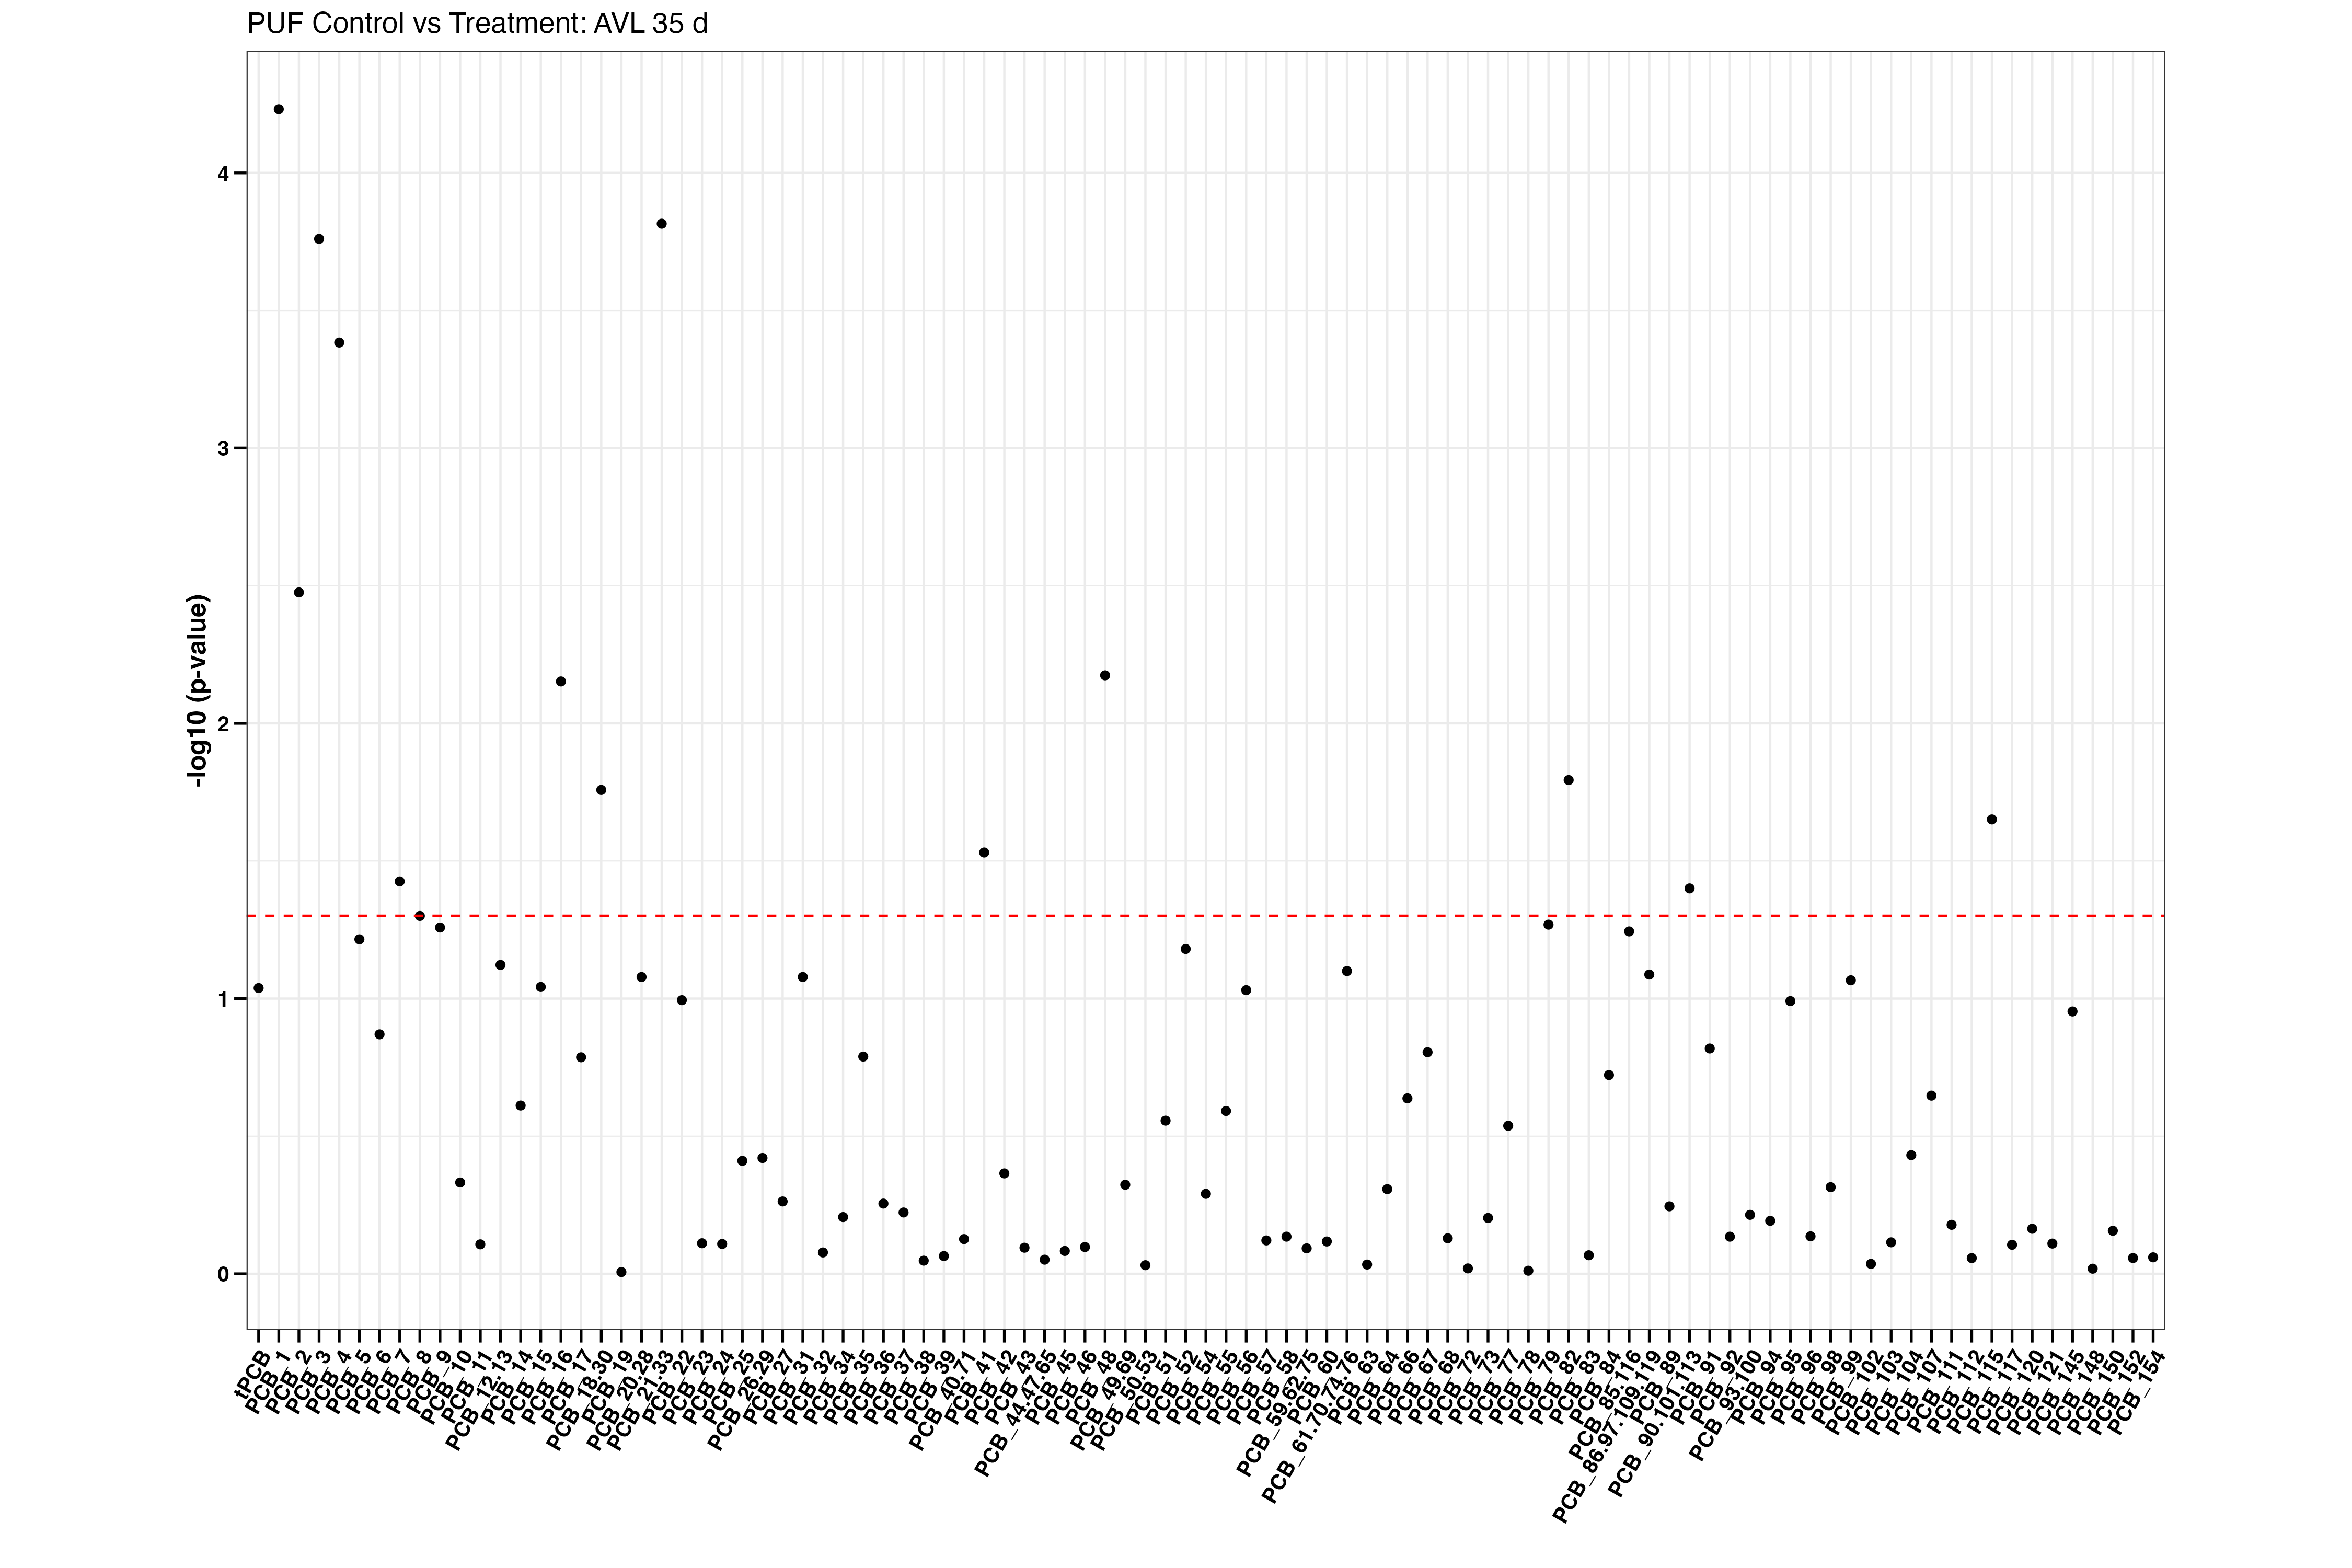 PUF Control vs Treatment: AVL 35 d
-log10 (p-value)
4
3
2
1
0
tPCB
PCB_1
PCB_2
PCB_3
PCB_4
PCB_5
PCB_6
PCB_7
PCB_8
PCB_9
PCB_10
PCB_11
PCB_12.13
PCB_14
PCB_15
PCB_16
PCB_17
PCB_18.30
PCB_19
PCB_20.28
PCB_21.33
PCB_22
PCB_23
PCB_24
PCB_25
PCB_26.29
PCB_27
PCB_31
PCB_32
PCB_34
PCB_35
PCB_36
PCB_37
PCB_38
PCB_39
PCB_40.71
PCB_41
PCB_42
PCB_43
PCB_44.47.65
PCB_45
PCB_46
PCB_48
PCB_49.69
PCB_50.53
PCB_51
PCB_52
PCB_54
PCB_55
PCB_56
PCB_57
PCB_58
PCB_59.62.75
PCB_60
PCB_61.70.74.76
PCB_63
PCB_64
PCB_66
PCB_67
PCB_68
PCB_72
PCB_73
PCB_77
PCB_78
PCB_79
PCB_82
PCB_83
PCB_84
PCB_85.116
PCB_86.97.109.119
PCB_89
PCB_90.101.113
PCB_91
PCB_92
PCB_93.100
PCB_94
PCB_95
PCB_96
PCB_98
PCB_99
PCB_102
PCB_103
PCB_104
PCB_107
PCB_111
PCB_112
PCB_115
PCB_117
PCB_120
PCB_121
PCB_145
PCB_148
PCB_150
PCB_152
PCB_154